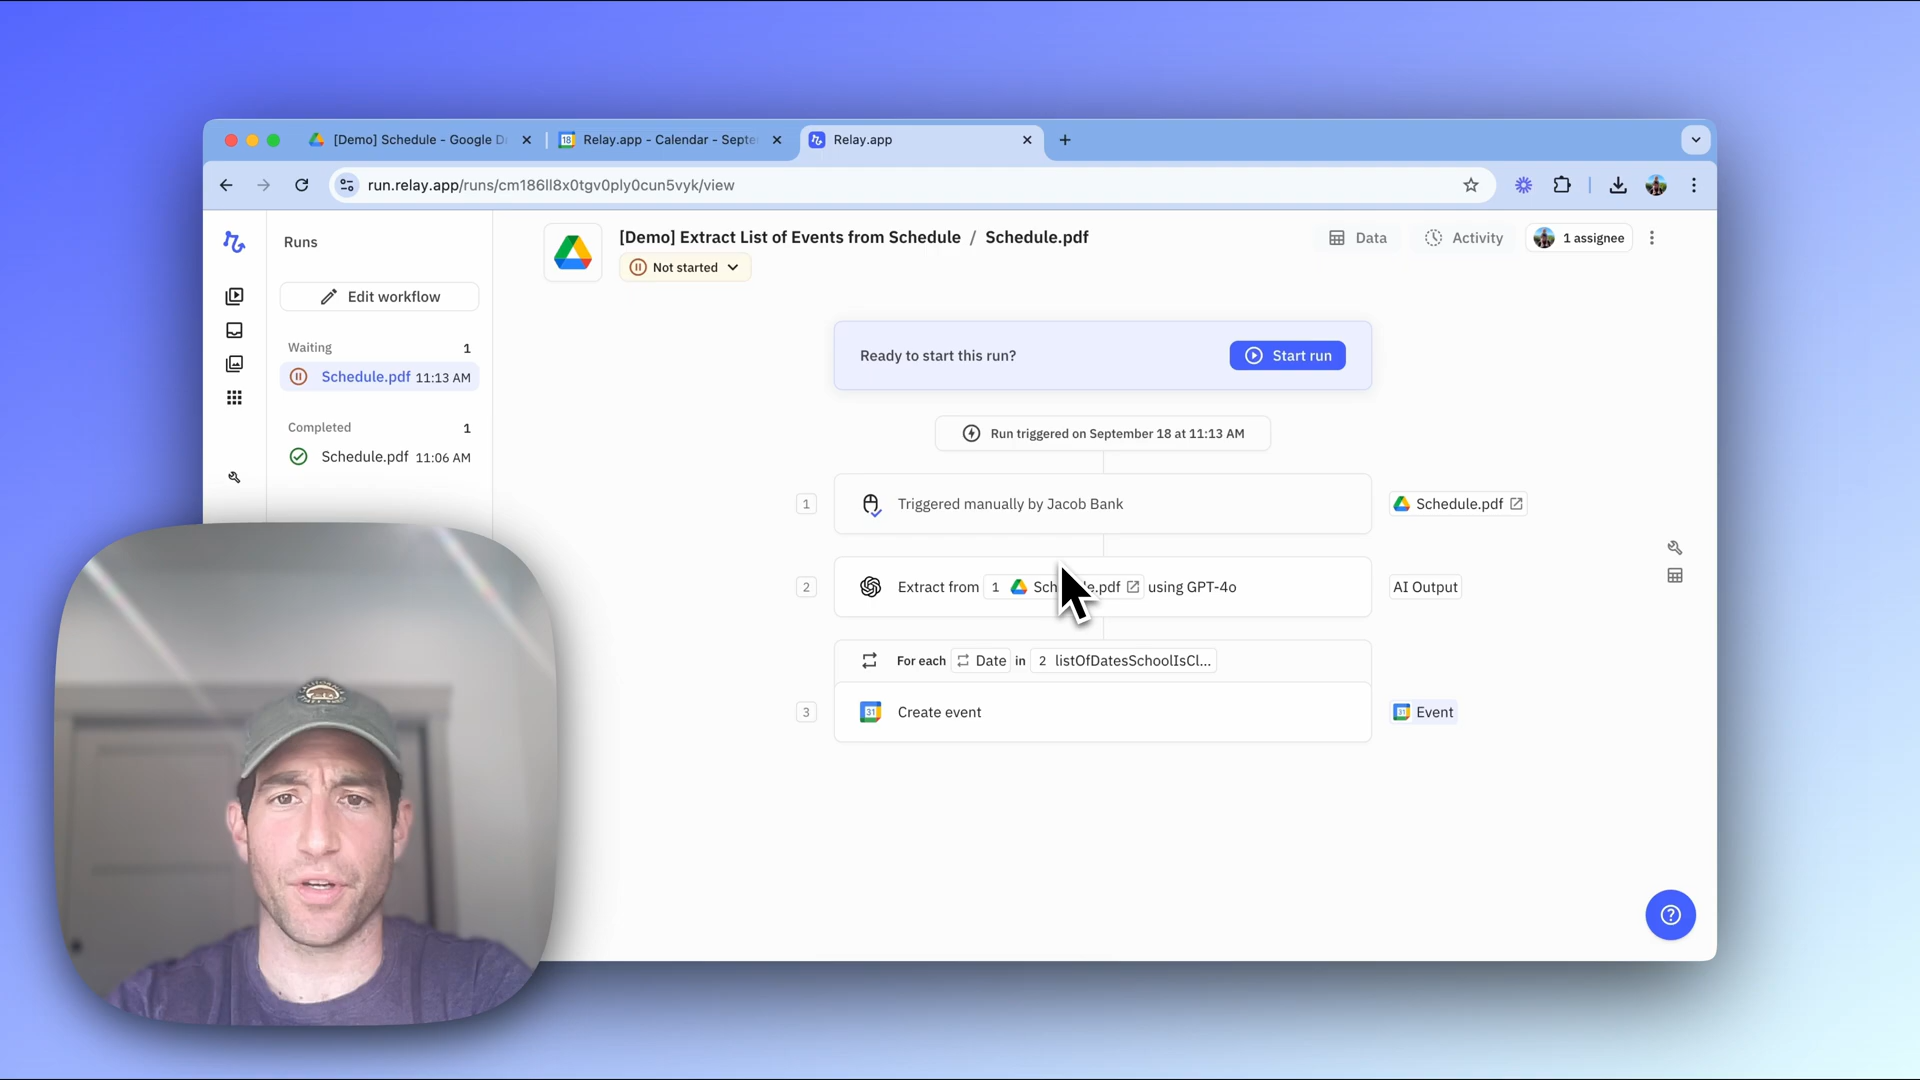 [Demo] Schedule - Google D
Relay.app - Calendar - Septe
Relay.app
run.relay.app/runs/cm186ll8x0tgv0ply0cun5vyk/view
Runs
Edit workflow
Waiting 1
Schedule.pdf 11:13 AM
Completed 1
Schedule.pdf 11:06 AM
[Demo] Extract List of Events from Schedule / Schedule.pdf
Not started
Data
Activity
1 assignee
Ready to start this run?
Start run
Run triggered on September 18 at 11:13 AM
1 Triggered manually by Jacob Bank Schedule.pdf
2 Extract from 1 Sch e.pdf using GPT-4o AI Output
For each Date in 2 listOfDatesSchoolIsCl...
3 31 Create event 31 Event